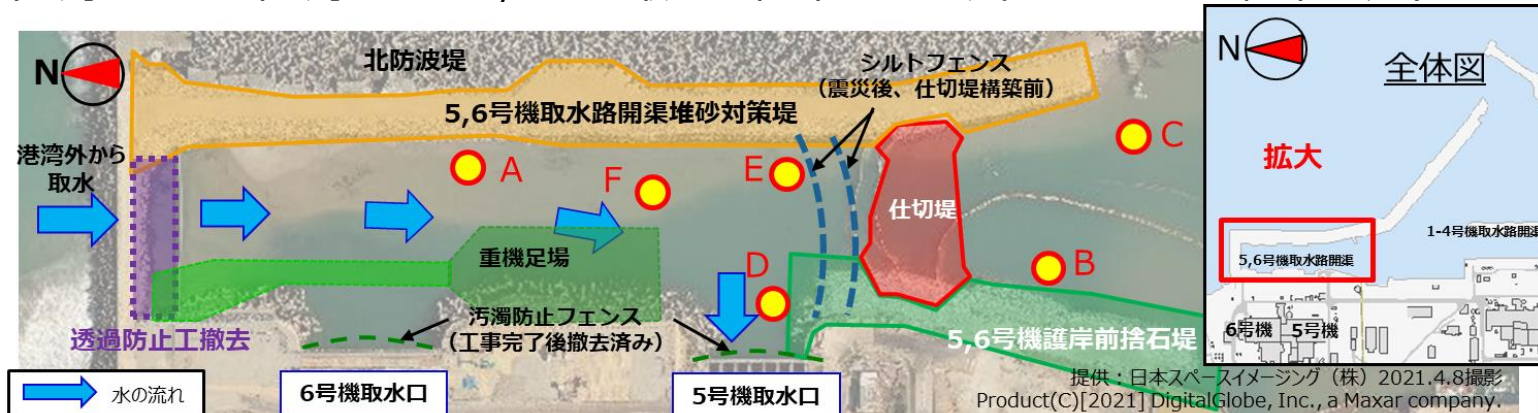 N
北防波堤
シルトフェンス
（震災後、仕切堤構築前）
5,6号機取水路開渠堆砂対策堤
港湾外から
取水
A
F
E
C
仕切堤
重機足場
D
B
汚濁防止フェンス
（工事完了後撤去済み）
透過防止工撤去
5,6号機護岸前捨石堤
水の流れ
6号機取水口
5号機取水口
N
全体図
拡大
1-4号機取水路開渠
5,6号機取水路開渠
6号機
5号機
提供：日本スペースイメージング（株）2021.4.8撮影
Product(C)[2021] DigitalGlobe, Inc., a Maxar company.